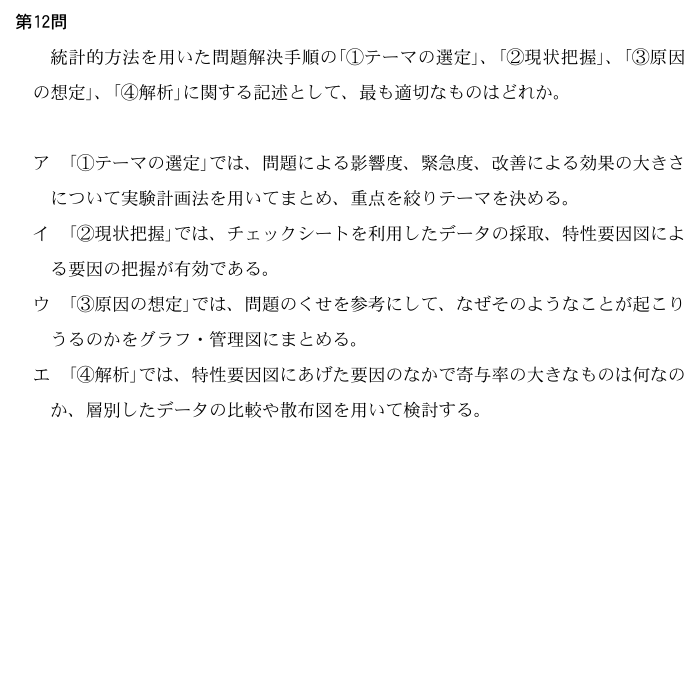 第12問
統計的方法を用いた問題解決手順の「①テーマの選定」、「②現状把握」、「③原因
の想定」、「④解析」に関する記述として、最も適切なものはどれか。
ア 「①テーマの選定」では、問題による影響度、緊急度、改善による効果の大きさ
について実験計画法を用いてまとめ、重点を絞りテーマを決める。
イ 「②現状把握」では、チェックシートを利用したデータの採取、特性要因図によ
る要因の把握が有効である。
ウ 「③原因の想定」では、問題のくせを参考にして、なぜそのようなことが起こり
うるのかをグラフ・管理図にまとめる。
エ 「④解析」では、特性要因図にあげた要因のなかで寄与率の大きなものは何なの
か、層別したデータの比較や散布図を用いて検討する。